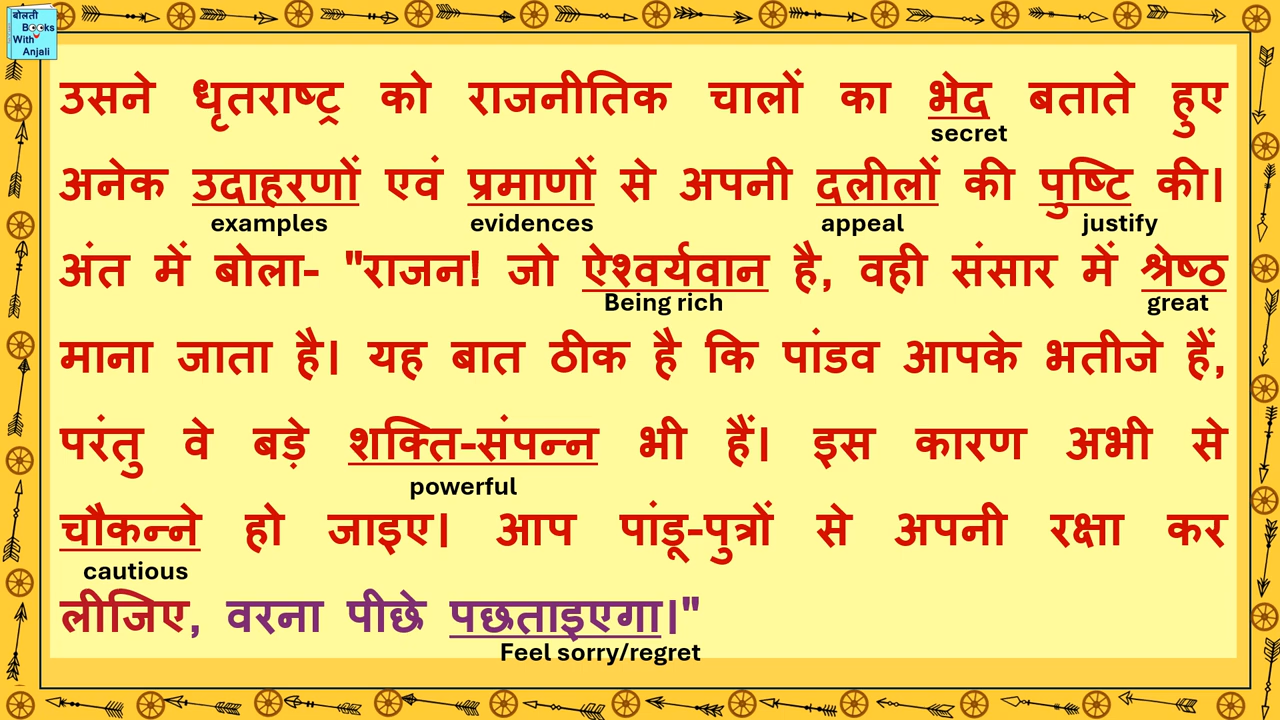 बोलती
Books
With
Anjali
उसने धृतराष्ट्र को राजनीतिक चालों का भेद बताते हुए
secret
अनेक उदाहरणों एवं प्रमाणों से अपनी दलीलों की पुष्टि की।
examples evidences appeal justify
अंत में बोला- "राजन! जो ऐश्वर्यवान है, वही संसार में श्रेष्ठ
Being rich great
माना जाता है। यह बात ठीक है कि पांडव आपके भतीजे हैं,
परंतु वे बड़े शक्ति-संपन्न भी हैं। इस कारण अभी से
powerful
चौकन्ने हो जाइए। आप पांडू-पुत्रों से अपनी रक्षा कर
cautious
लीजिए, वरना पीछे पछताइएगा।"
Feel sorry/regret